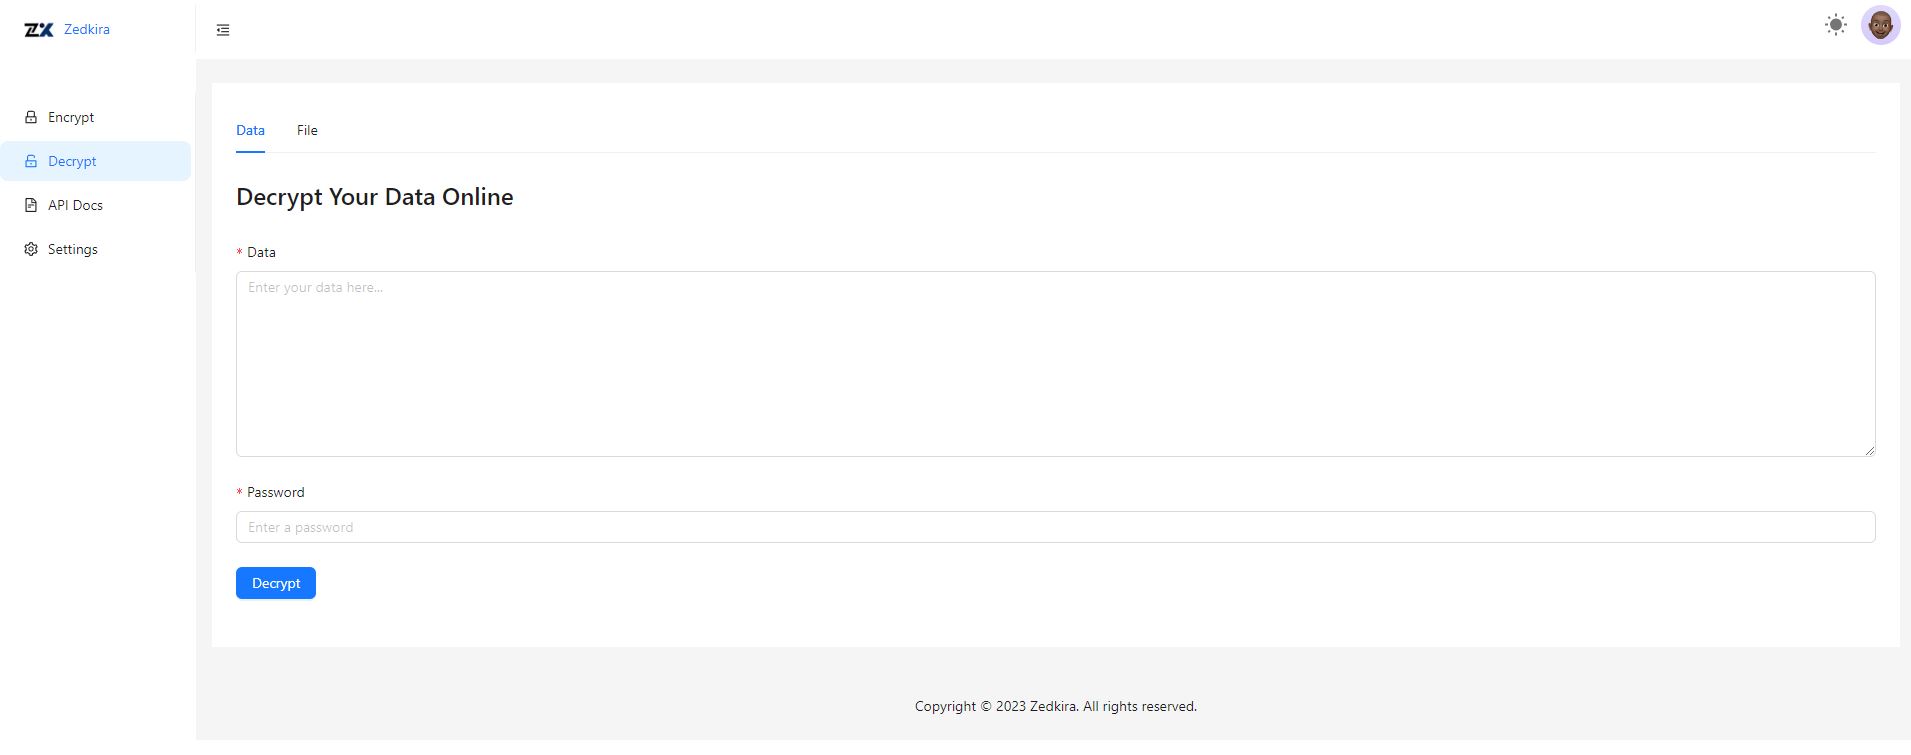 ZX Zedkira
Encrypt
Decrypt
API Docs
Settings
Data File
Decrypt Your Data Online
* Data
Enter your data here...
* Password
Enter a password
Decrypt
Copyright © 2023 Zedkira. All rights reserved.